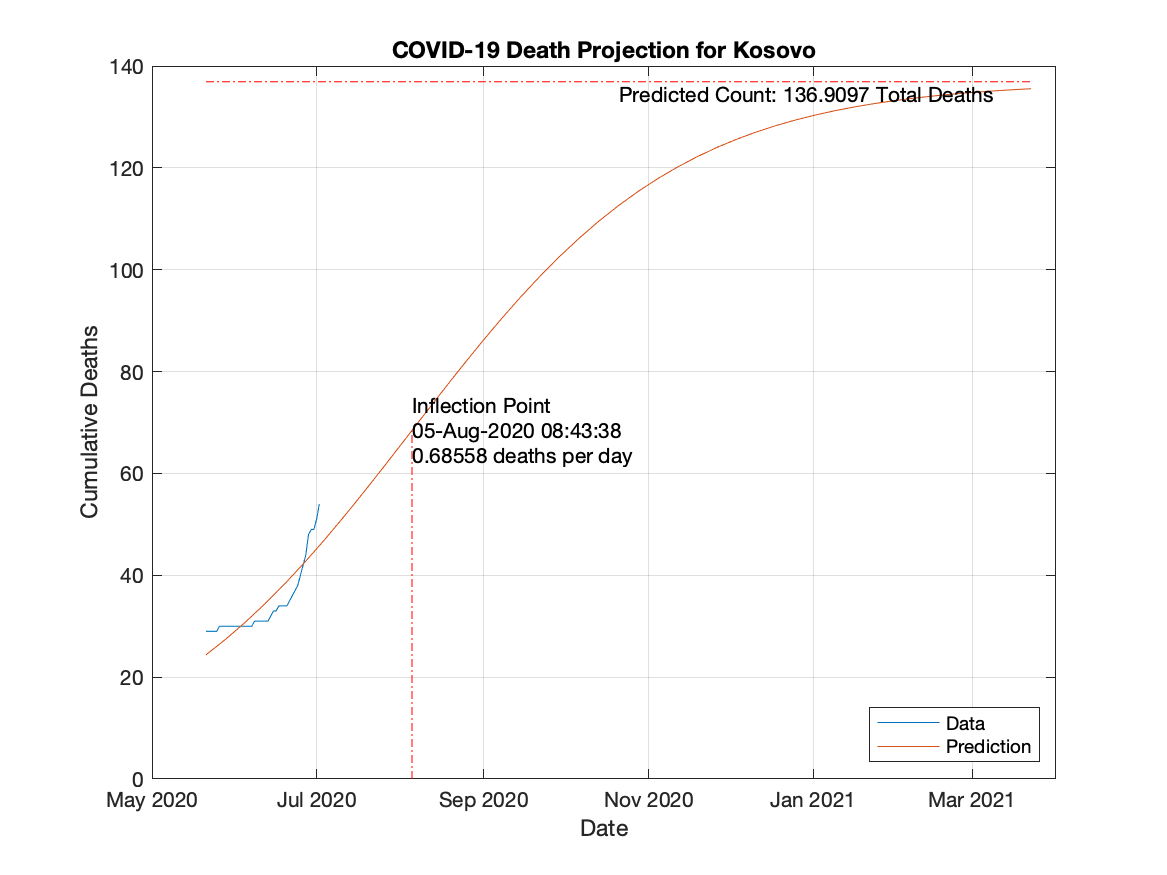 COVID-19 Death Projection for Kosovo
140
Predicted Count: 136.9097 Total Deaths
120
100
80
Inflection Point
05-Aug-2020 08:43:38
0.68558 deaths per day
60
40
20
0
Cumulative Deaths
Data
Prediction
May 2020 Jul 2020 Sep 2020 Nov 2020 Jan 2021 Mar 2021
Date